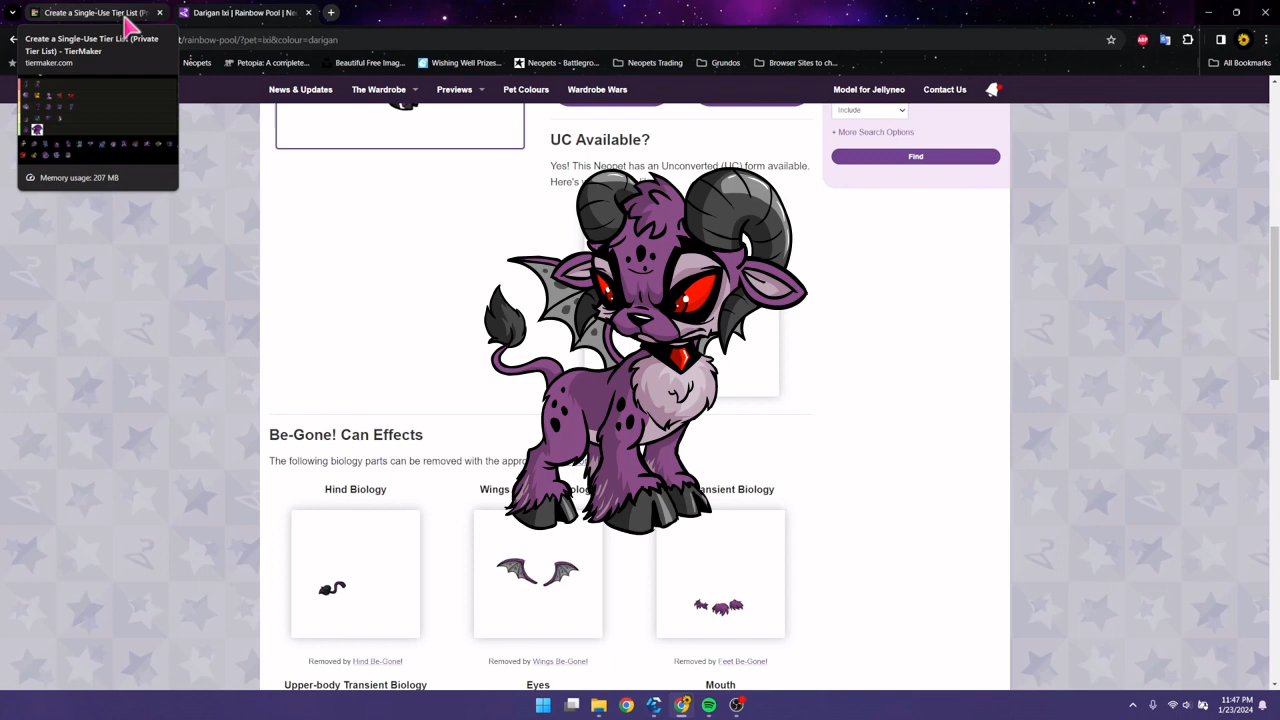 Create a Single-Use Tier List (P
Darigan Ixi | Rainbow Pool | Ne
t/rainbow-pool/?pet=ixi&colour=darigan
Create a Single-Use Tier List (Private
Tier List) - TierMaker
tiermaker.com
Memory usage: 207 MB
Neopets
Petopia: A complete...
Beautiful Free Imag...
Wishing Well Prizes...
Neopets - Battlegro...
Neopets Trading
Grundos
Browser Sites to ch...
All Bookmarks
News & Updates
The Wardrobe
Previews
Pet Colours
Wardrobe Wars
Model for Jellyneo
Contact Us
Include
+ More Search Options
Find
UC Available?
Yes! This Neopet has an Unconverted (UC) form available.
Here's
Be-Gone! Can Effects
The following biology parts can be removed with the appro
Hind Biology
Wings
ansient Biology
Removed by Hind Be-Gone!
Removed by Wings Be-Gone!
Removed by Feet Be-Gone!
Upper-body Transient Biology
Eyes
Mouth
11:47 PM
1/23/2024